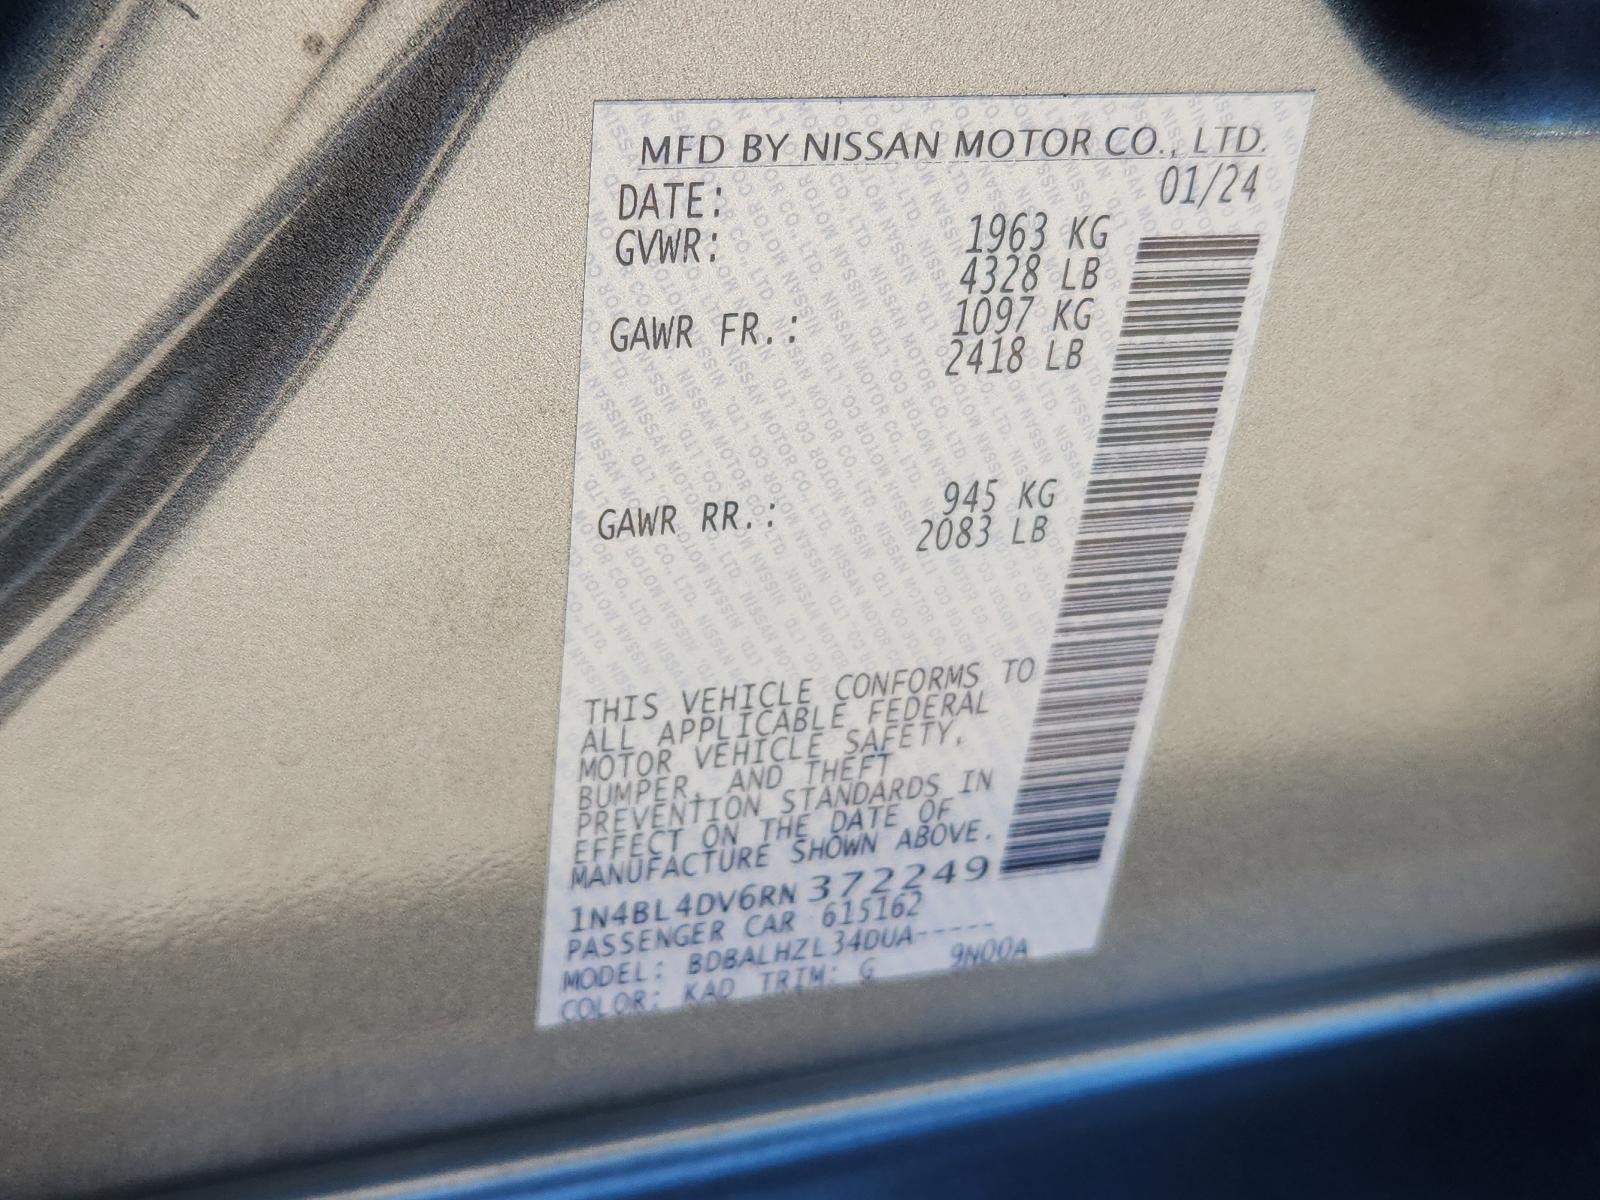 MFD BY NISSAN MOTOR CO., LTD.
DATE: 01/24
GVWR: 1963 KG
4328 LB
GAWR FR.: 1097 KG
2418 LB
GAWR RR.: 945 KG
2083 LB
THIS VEHICLE CONFORMS TO
ALL APPLICABLE FEDERAL
MOTOR VEHICLE SAFETY,
BUMPER, AND THEFT
PREVENTION STANDARDS IN
EFFECT ON THE DATE OF
MANUFACTURE SHOWN ABOVE.
1N4BL4DV6RN 372249
PASSENGER CAR 615162
MODEL: BDBALHZL34DUA-----
COLOR: KAD TRIM: G 9N00A